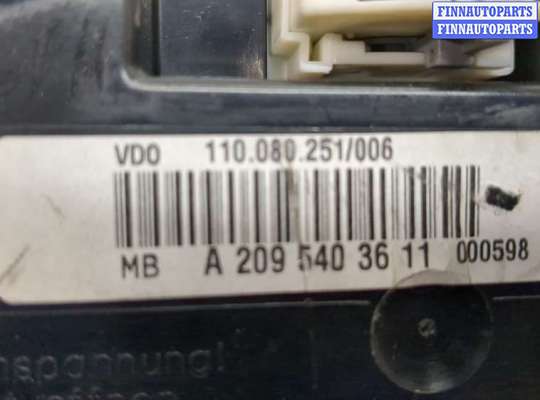 FINNAUTOPARTS
FINNAUTOPARTS
VDO 110.080.251/006
MB A 209 540 36 11 000598
nspannung!